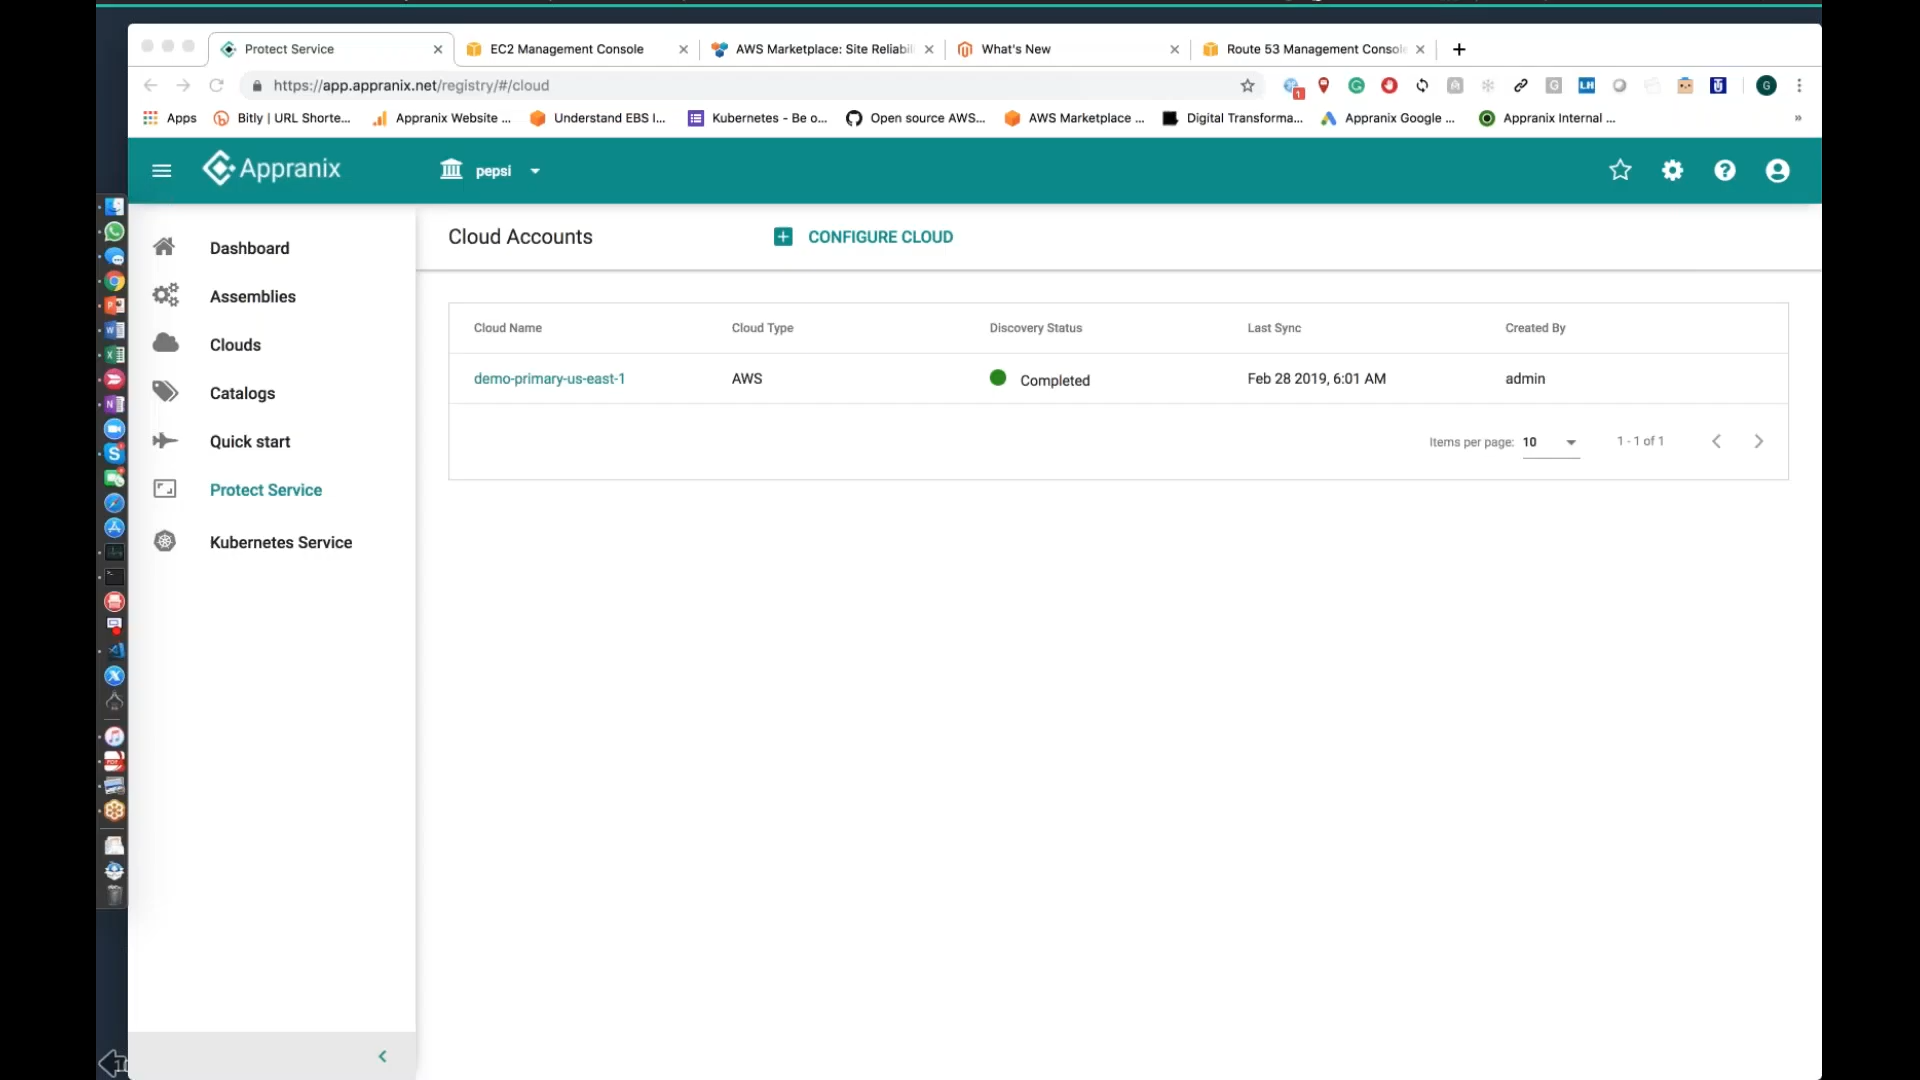 Protect Service
EC2 Management Console
AWS Marketplace: Site Reliabili
What's New
Route 53 Management Console
https://app.appranix.net/registry/#/cloud
Apps
Bitly | URL Shorte...
Appranix Website ...
Understand EBS I...
Kubernetes - Be o...
Open source AWS...
AWS Marketplace ...
Digital Transforma...
Appranix Google ...
Appranix Internal ...
Appranix
pepsi
Dashboard
Assemblies
Clouds
Catalogs
Quick start
Protect Service
Kubernetes Service
Cloud Accounts
CONFIGURE CLOUD
Cloud Name Cloud Type Discovery Status Last Sync Created By
demo-primary-us-east-1 AWS Completed Feb 28 2019, 6:01 AM admin
Items per page: 10 1 - 1 of 1